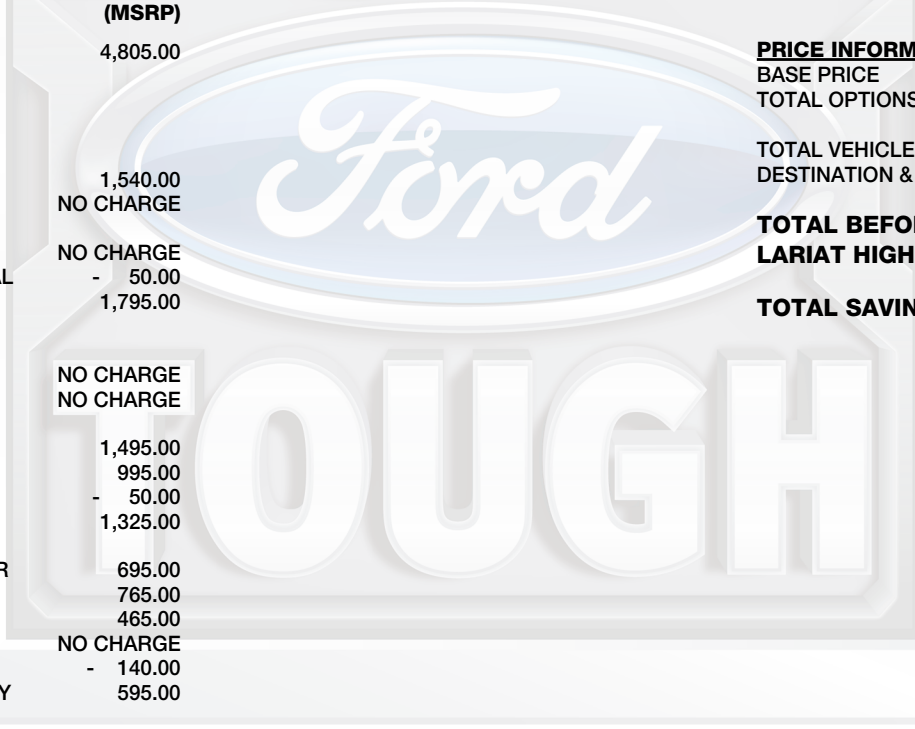 (MSRP)
4,805.00
1,540.00
NO CHARGE
NO CHARGE
AL - 50.00
1,795.00
NO CHARGE
NO CHARGE
1,495.00
995.00
- 50.00
1,325.00
R 695.00
765.00
465.00
NO CHARGE
- 140.00
Y 595.00
PRICE INFORM
BASE PRICE
TOTAL OPTIONS
TOTAL VEHICLE
DESTINATION &
TOTAL BEFO
LARIAT HIGH
TOTAL SAVIN
Ford
TOUGH